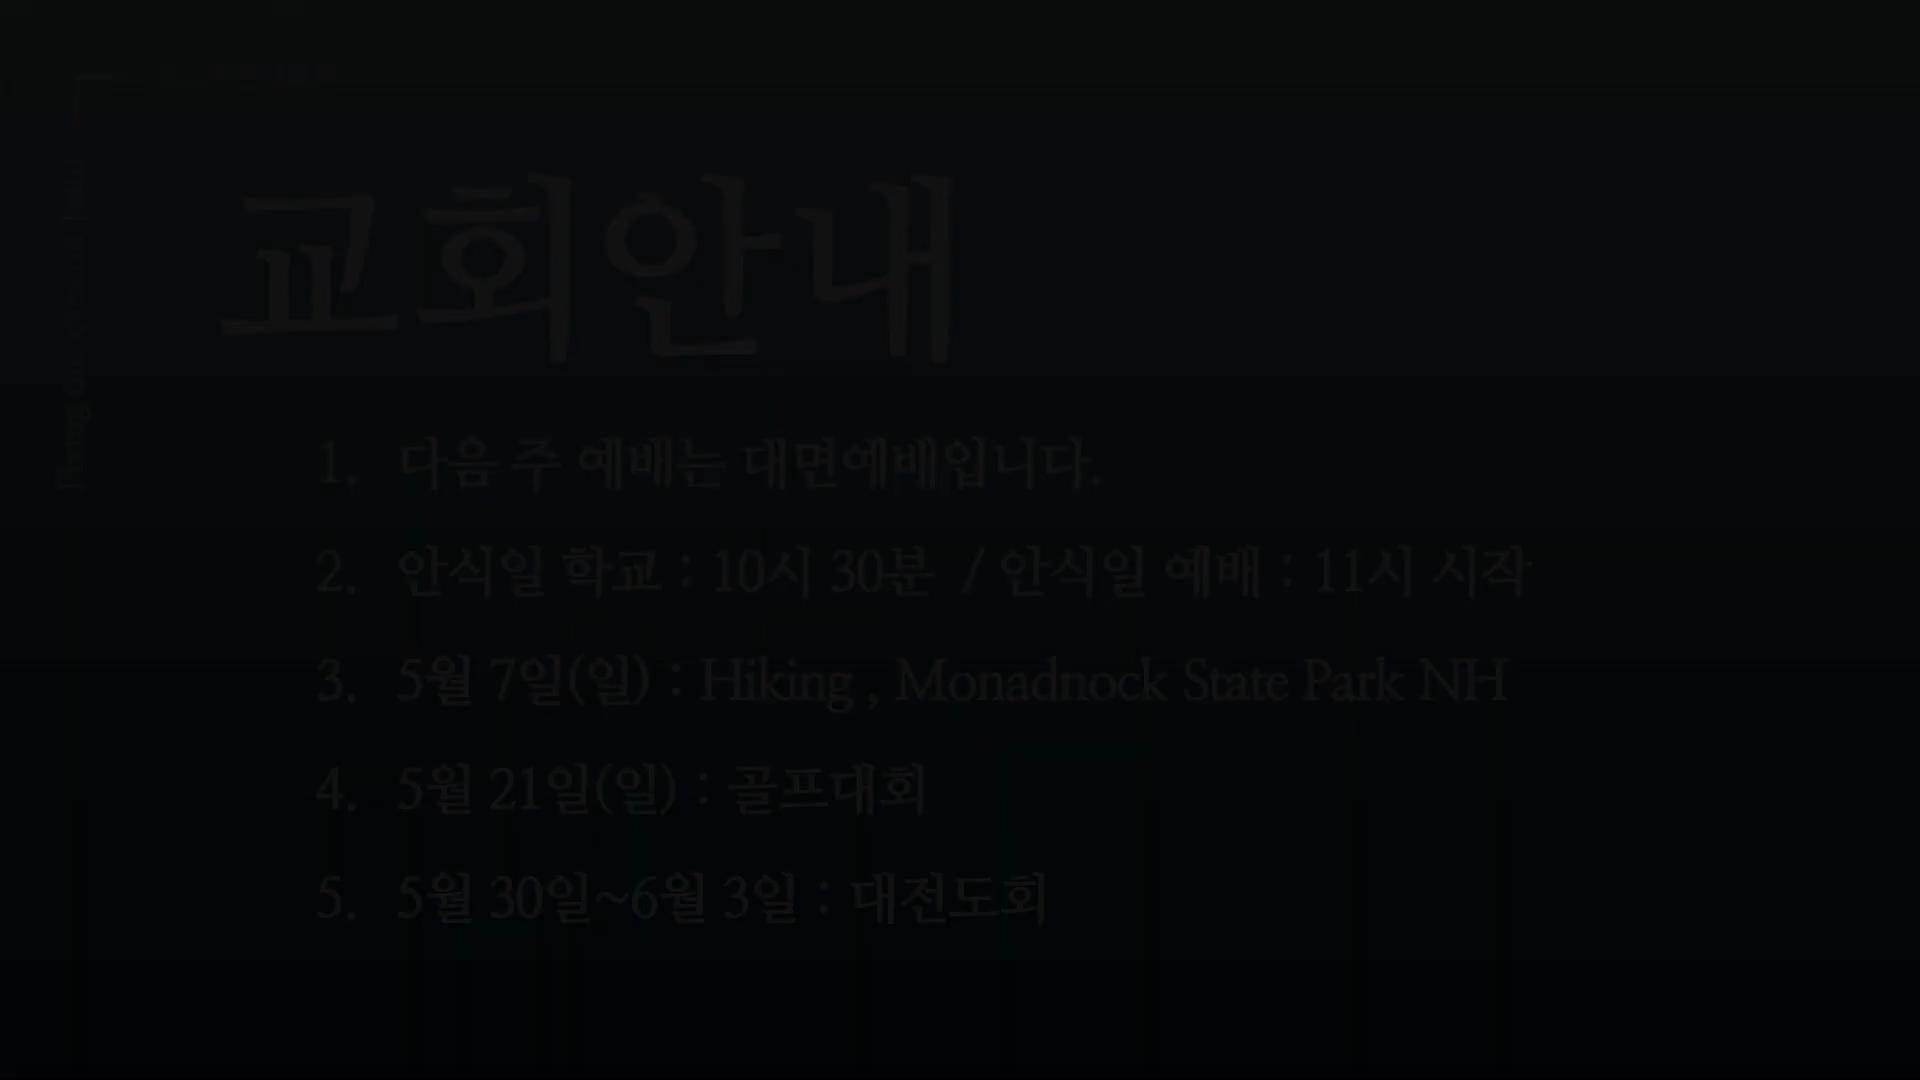 교회안내
1. 다음 주 예배는 대면예배입니다.
2. 안식일 학교 : 10시 30분 / 안식일 예배 : 11시 시작
3. 5월 7일(일) : Hiking , Monadnock State Park NH
4. 5월 21일(일) : 골프대회
5. 5월 30일~6월 3일 : 대전도회